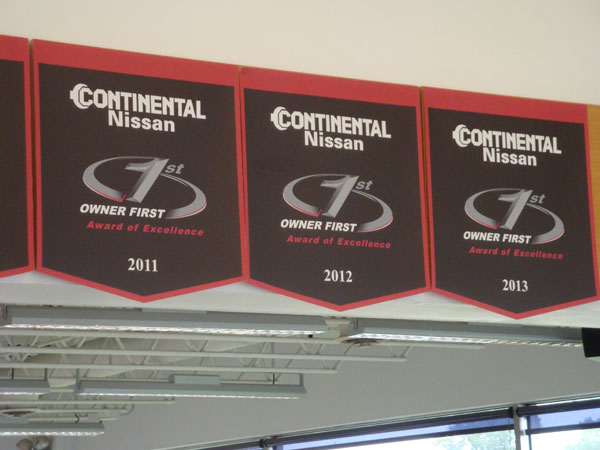 CONTINENTAL
Nissan
1st
OWNER FIRST
Award of Excellence
2011
CONTINENTAL
Nissan
1st
OWNER FIRST
Award of Excellence
2012
CONTINENTAL
Nissan
1st
OWNER FIRST
Award of Excellence
2013